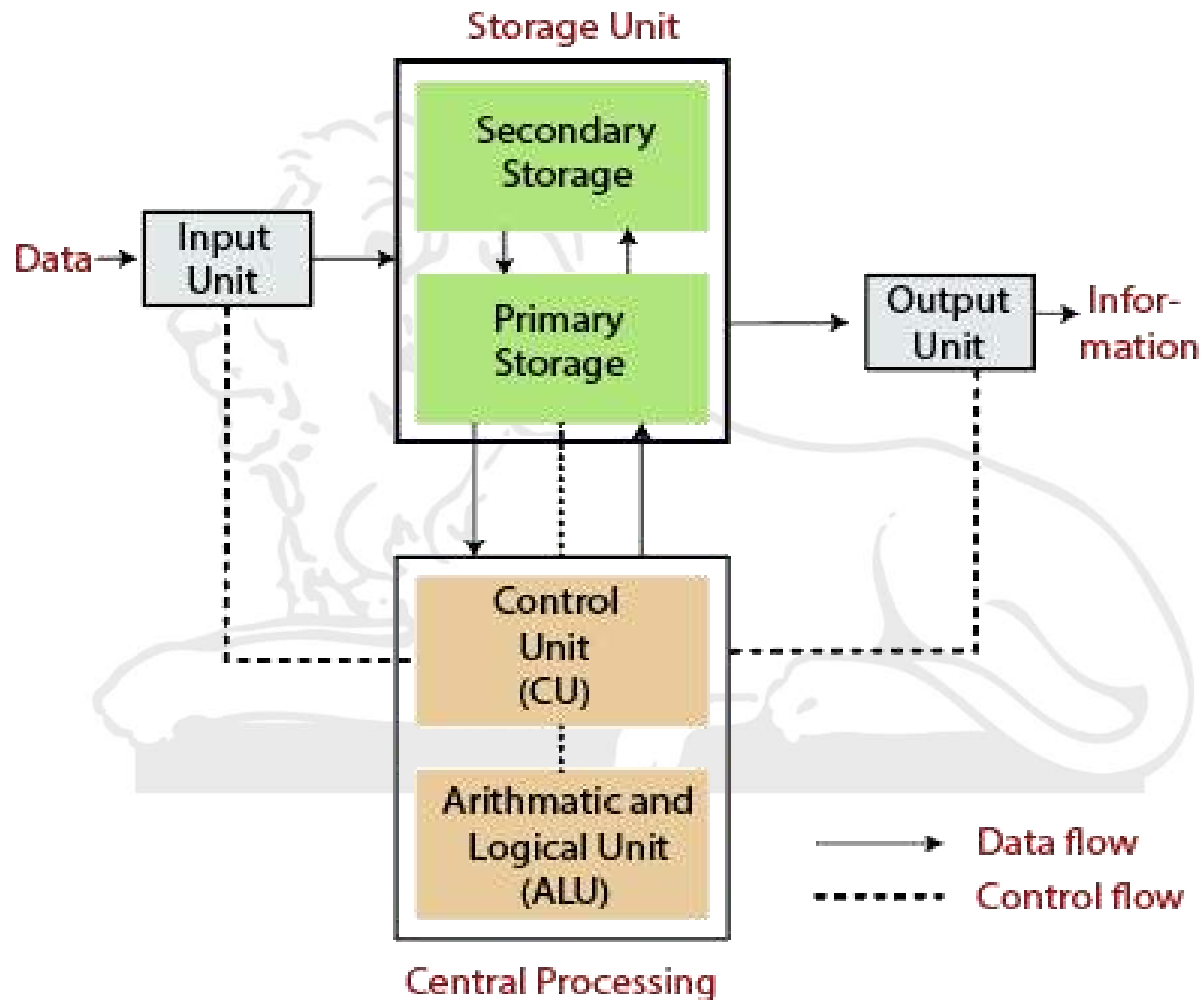 Storage Unit
Secondary
Storage
Data
Input
Unit
Primary
Storage
Output
Unit
Infor-
mation
Control
Unit
(CU)
Arithmatic and
Logical Unit
(ALU)
Data flow
Control flow
Central Processing